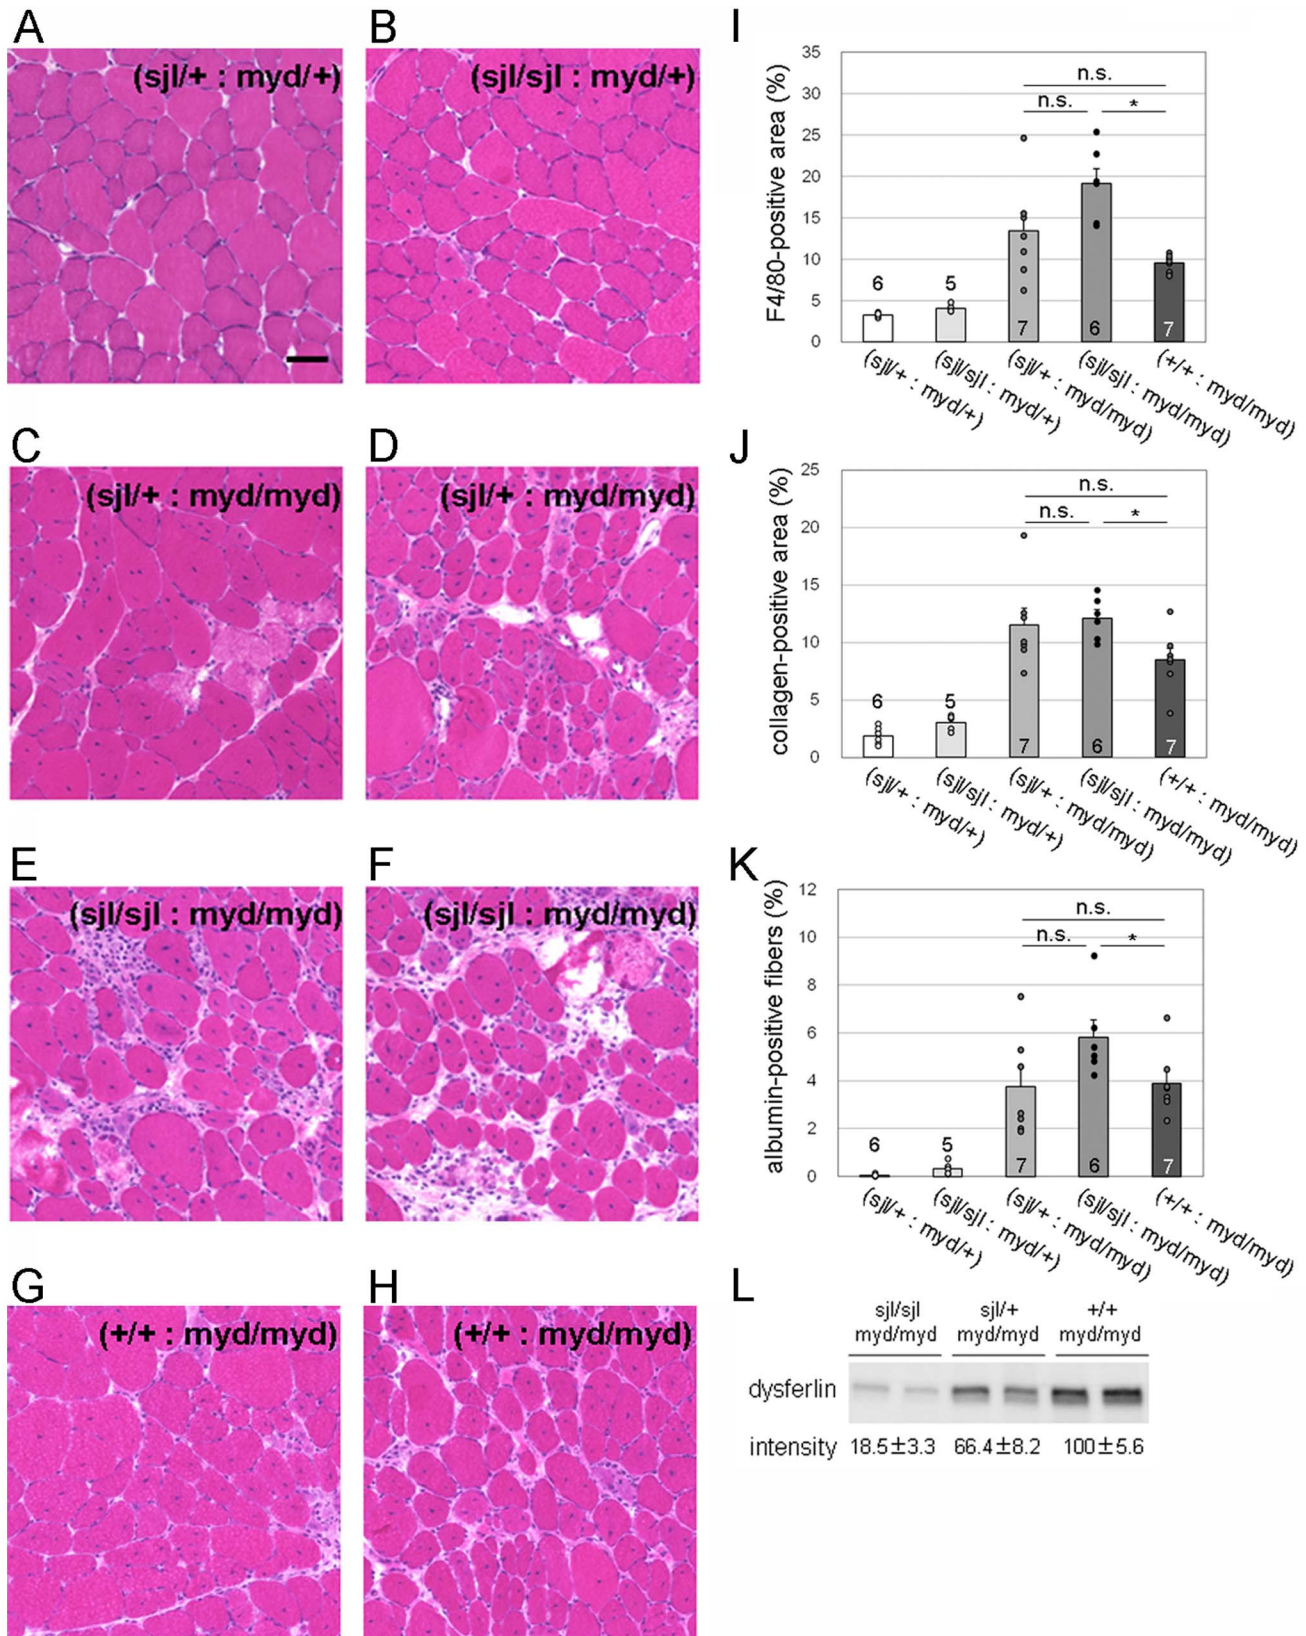 A
(sjl/+ : myd/+)
B
(sjl/sjl : myd/+)
C
(sjl/+ : myd/myd)
D
(sjl/+ : myd/myd)
E
(sjl/sjl : myd/myd)
F
(sjl/sjl : myd/myd)
G
(+/+ : myd/myd)
H
(+/+ : myd/myd)
I
F4/80-positive area (%)
35
30
25
20
15
10
5
0
n.s.
n.s. *
6 5 7 6 7
(sjl/+ : myd/+)
(sjl/sjl : myd/+)
(sjl/+ : myd/myd)
(sjl/sjl : myd/myd)
(+/+ : myd/myd)
J
collagen-positive area (%)
25
20
15
10
5
0
n.s.
n.s. *
6 5 7 6 7
(sjl/+ : myd/+)
(sjl/sjl : myd/+)
(sjl/+ : myd/myd)
(sjl/sjl : myd/myd)
(+/+ : myd/myd)
K
albumin-positive fibers (%)
12
10
8
6
4
2
0
n.s.
n.s. *
6 5 7 6 7
(sjl/+ : myd/+)
(sjl/sjl : myd/+)
(sjl/+ : myd/myd)
(sjl/sjl : myd/myd)
(+/+ : myd/myd)
L
sjl/sjl sjl/+ +/+
myd/myd myd/myd myd/myd
dysferlin
intensity 18.5±3.3 66.4±8.2 100±5.6